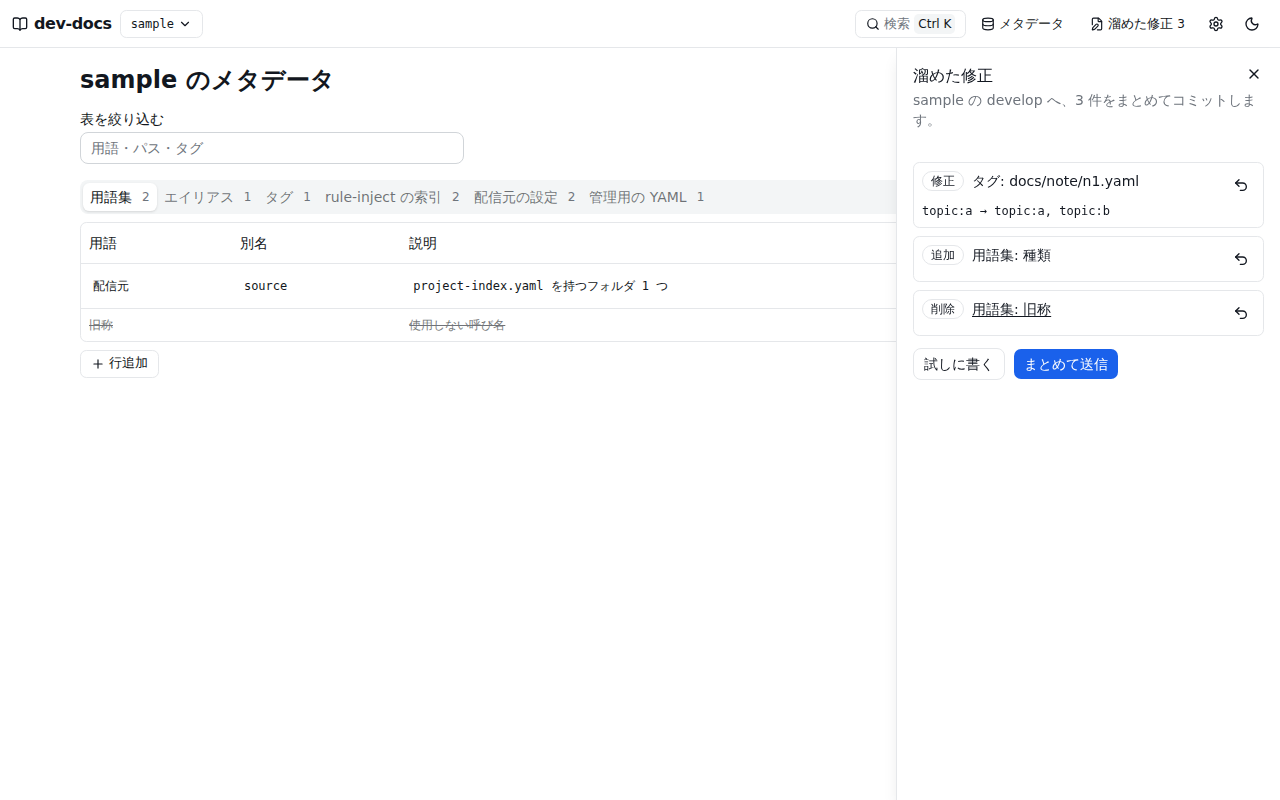 dev-docs sample 検索 Ctrl K メタデータ 溜めた修正 3
sample のメタデータ
表を絞り込む
用語・パス・タグ
用語集 2 エイリアス 1 タグ 1 rule-inject の索引 2 配信元の設定 2 管理用の YAML 1
用語 別名 説明
配信元 source project-index.yaml を持つフォルダ 1 つ
旧称 使用しない呼び名
行追加
溜めた修正
sample の develop へ、3 件をまとめてコミットしま
す。
修正 タグ: docs/note/n1.yaml
topic:a → topic:a, topic:b
追加 用語集: 種類
削除 用語集: 旧称
試しに書く まとめて送信